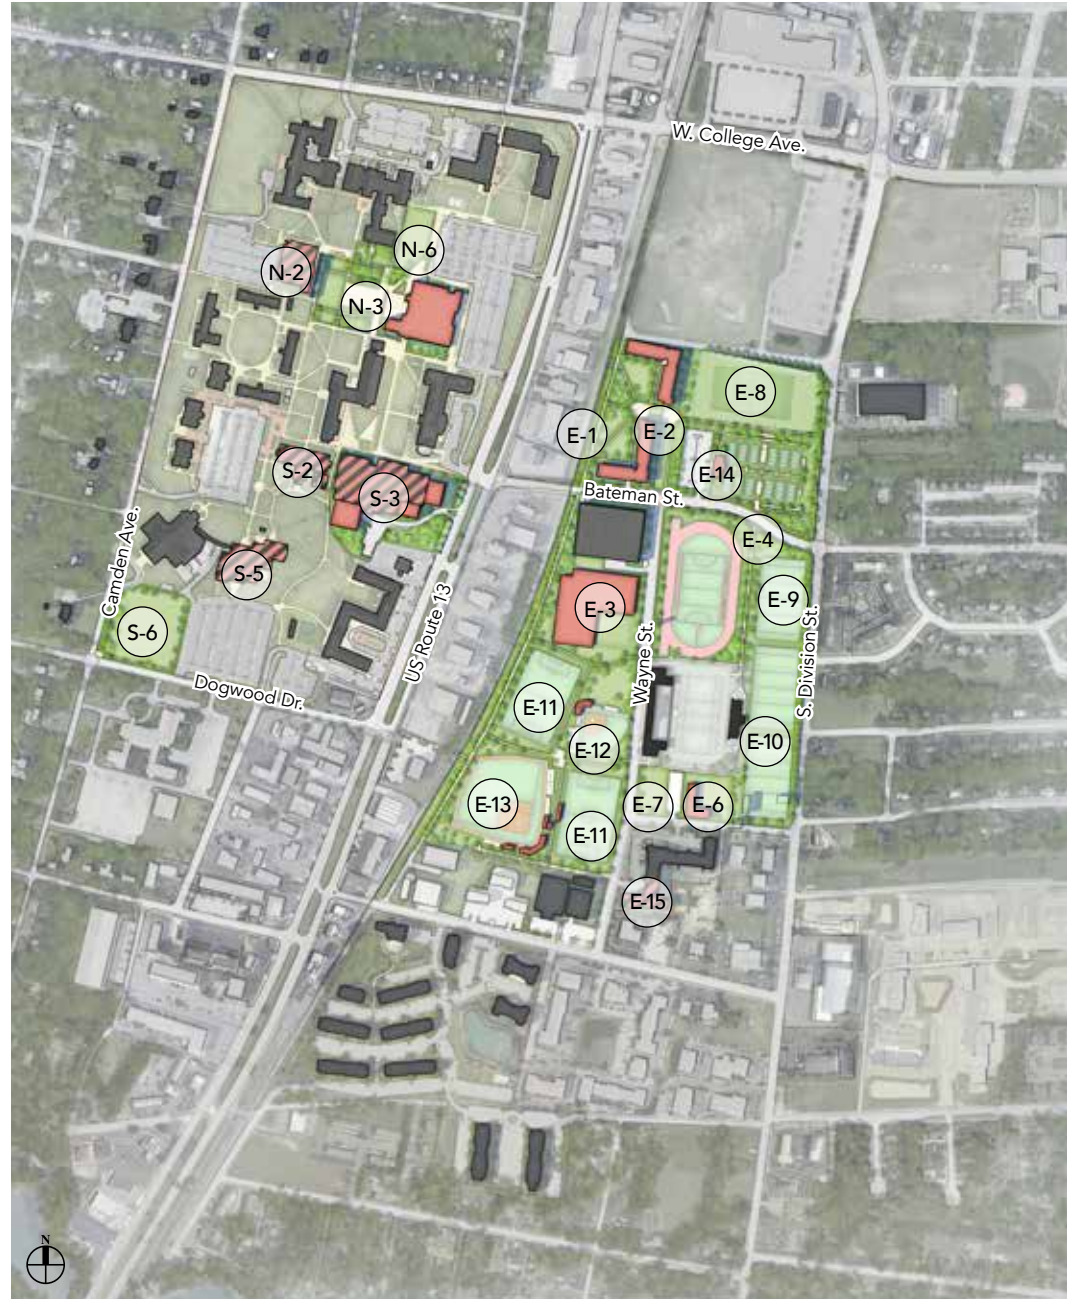 W. College Ave.
N-6
N-2
N-3
E-8
E-1
E-2
S-2
E-14
S-3
Bateman St.
E-4
Camden Ave.
S-5
E-9
E-3
US Route 13
S-6
Wayne St.
S. Division St.
Dogwood Dr.
E-11
E-12
E-10
E-13
E-7
E-6
E-11
E-15
N